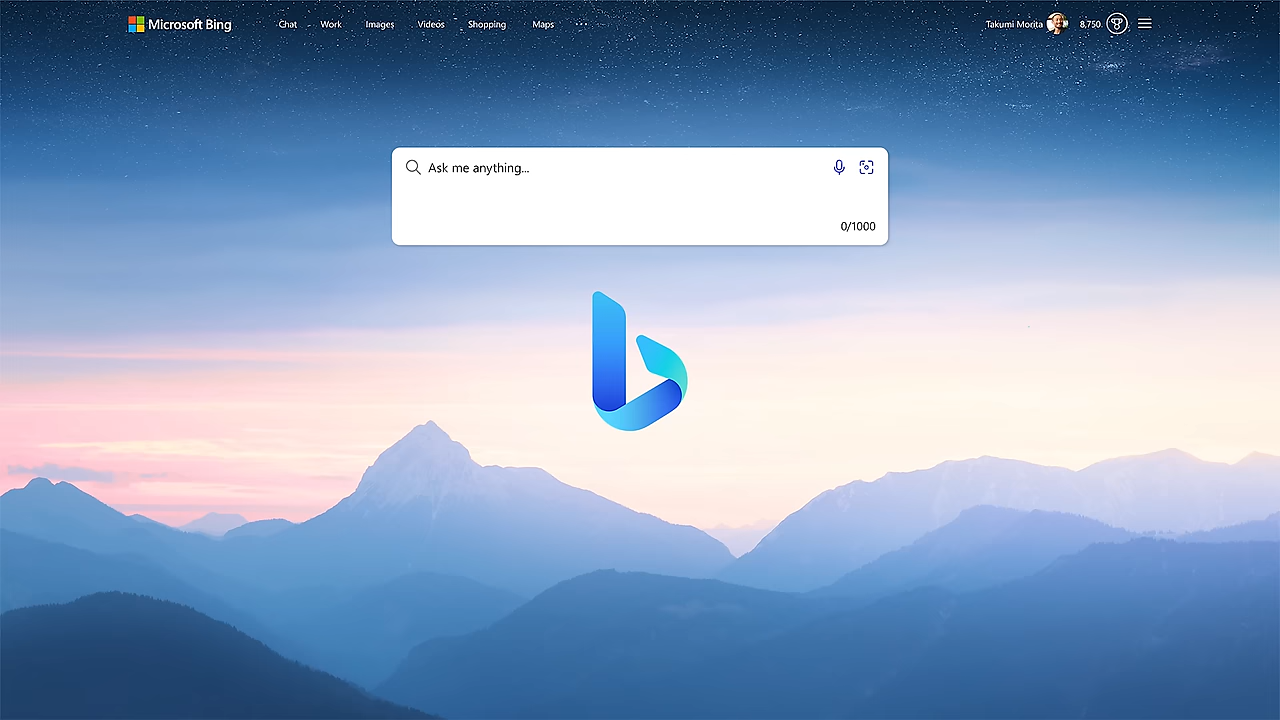 Microsoft Bing
Chat Work Images Videos Shopping Maps ...
Takumi Morita 8,750
Ask me anything...
0/1000